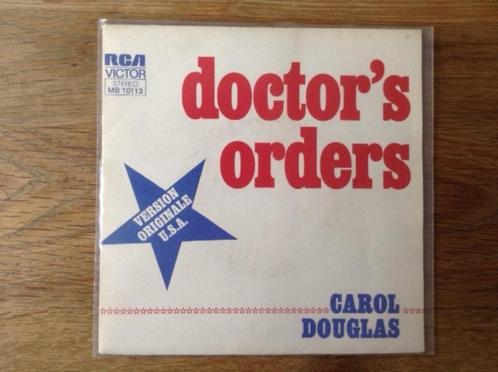 RCA
VICTOR
STEREO
MB 10113
doctor's
orders
VERSION
ORIGINALE
U.S.A.
CAROL
DOUGLAS